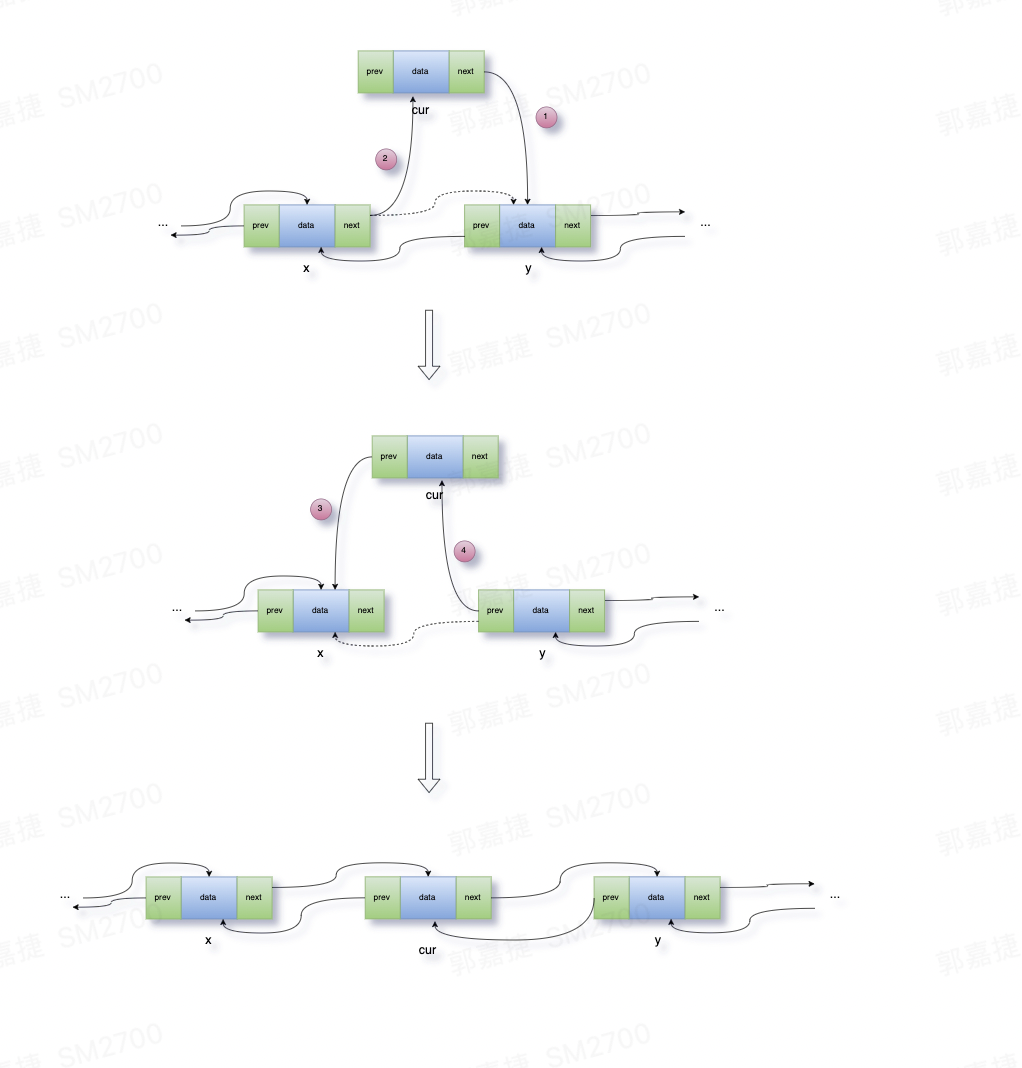 郭嘉捷 SM2700
prev data next
cur
1
2
... prev data next prev data next ...
x y
prev data next
cur
3
4
... prev data next prev data next ...
x y
... prev data next prev data next prev data next ...
x cur y